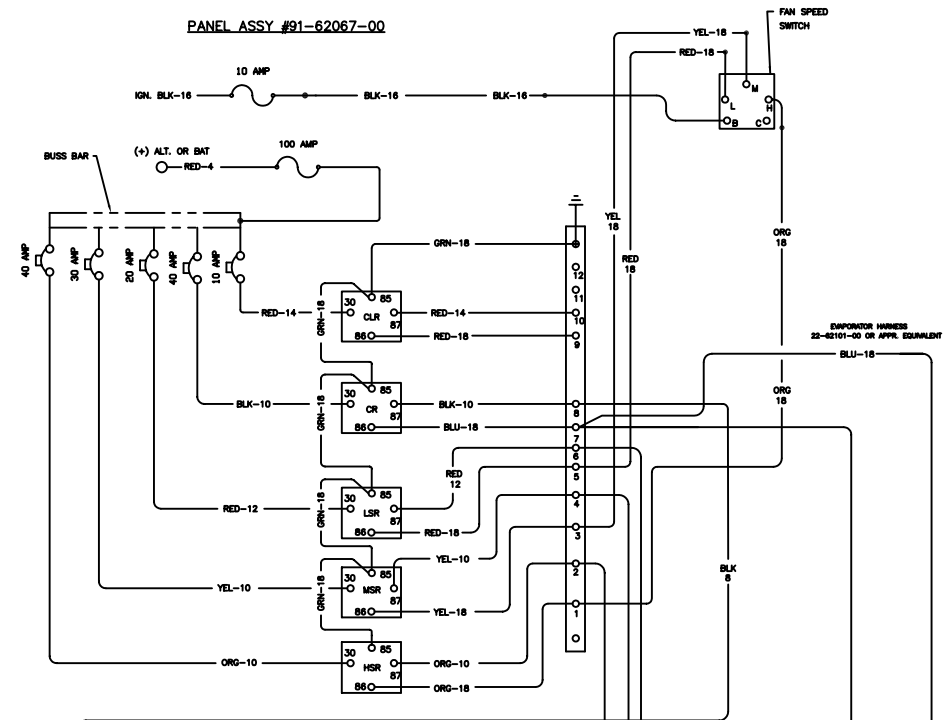 PANEL ASSY #91-62067-00
FAN SPEED
SWITCH
YEL-18
RED-18
10 AMP
IGN. BLK-16
BLK-16
BLK-16
M
L
H
B
C
(+) ALT. OR BAT
100 AMP
RED-4
BUSS BAR
40 AMP
30 AMP
20 AMP
40 AMP
10 AMP
GRN-18
YEL
18
RED
18
ORG
18
12
11
10
9
RED-14
GRN-18
30
85
CLR
87
86
RED-14
RED-18
EVAPORATOR HARNESS
22-62101-00 OR APPR. EQUIVALENT
BLU-18
ORG
18
BLK-10
GRN-18
30
85
CR
87
86
BLK-10
BLU-18
8
7
6
5
RED
12
RED-12
GRN-18
30
85
LSR
87
86
RED-18
4
3
YEL-10
YEL-10
GRN-18
30
85
MSR
87
86
YEL-18
2
1
BLK
8
ORG-10
30
85
HSR
87
86
ORG-10
ORG-18